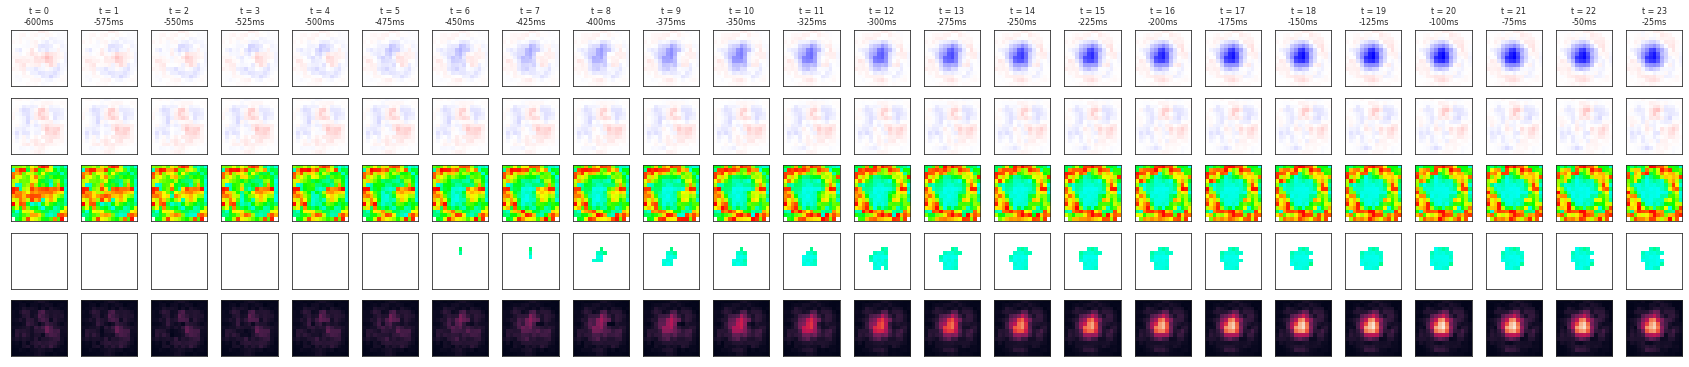 t = 0 t = 1 t = 2 t = 3 t = 4 t = 5 t = 6 t = 7 t = 8 t = 9 t = 10 t = 11 t = 12 t = 13 t = 14 t = 15 t = 16 t = 17 t = 18 t = 19 t = 20 t = 21 t = 22 t = 23
-600ms -575ms -550ms -525ms -500ms -475ms -450ms -425ms -400ms -375ms -350ms -325ms -300ms -275ms -250ms -225ms -200ms -175ms -150ms -125ms -100ms -75ms -50ms -25ms